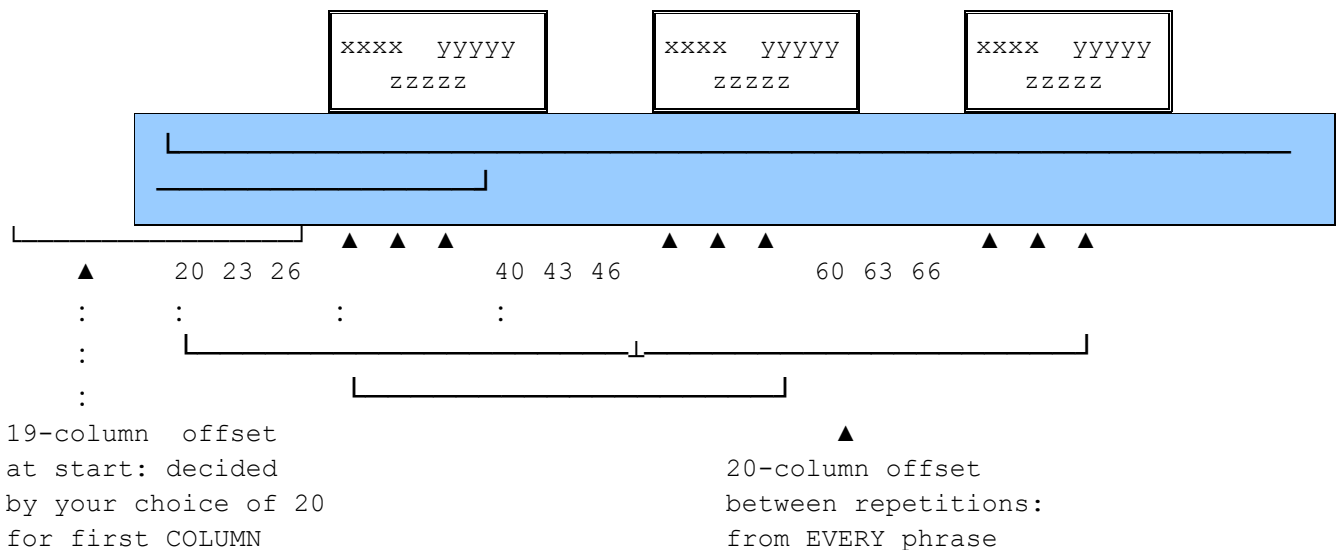 xxxx yyyyy xxxx yyyyy xxxx yyyyy
zzzzz zzzzz zzzzz
▲ ▲ ▲ ▲ ▲ ▲ ▲ ▲ ▲
▲ 20 23 26 40 43 46 60 63 66
: : : :
:
:
19-column offset ▲
at start: decided 20-column offset
by your choice of 20 between repetitions:
for first COLUMN from EVERY phrase